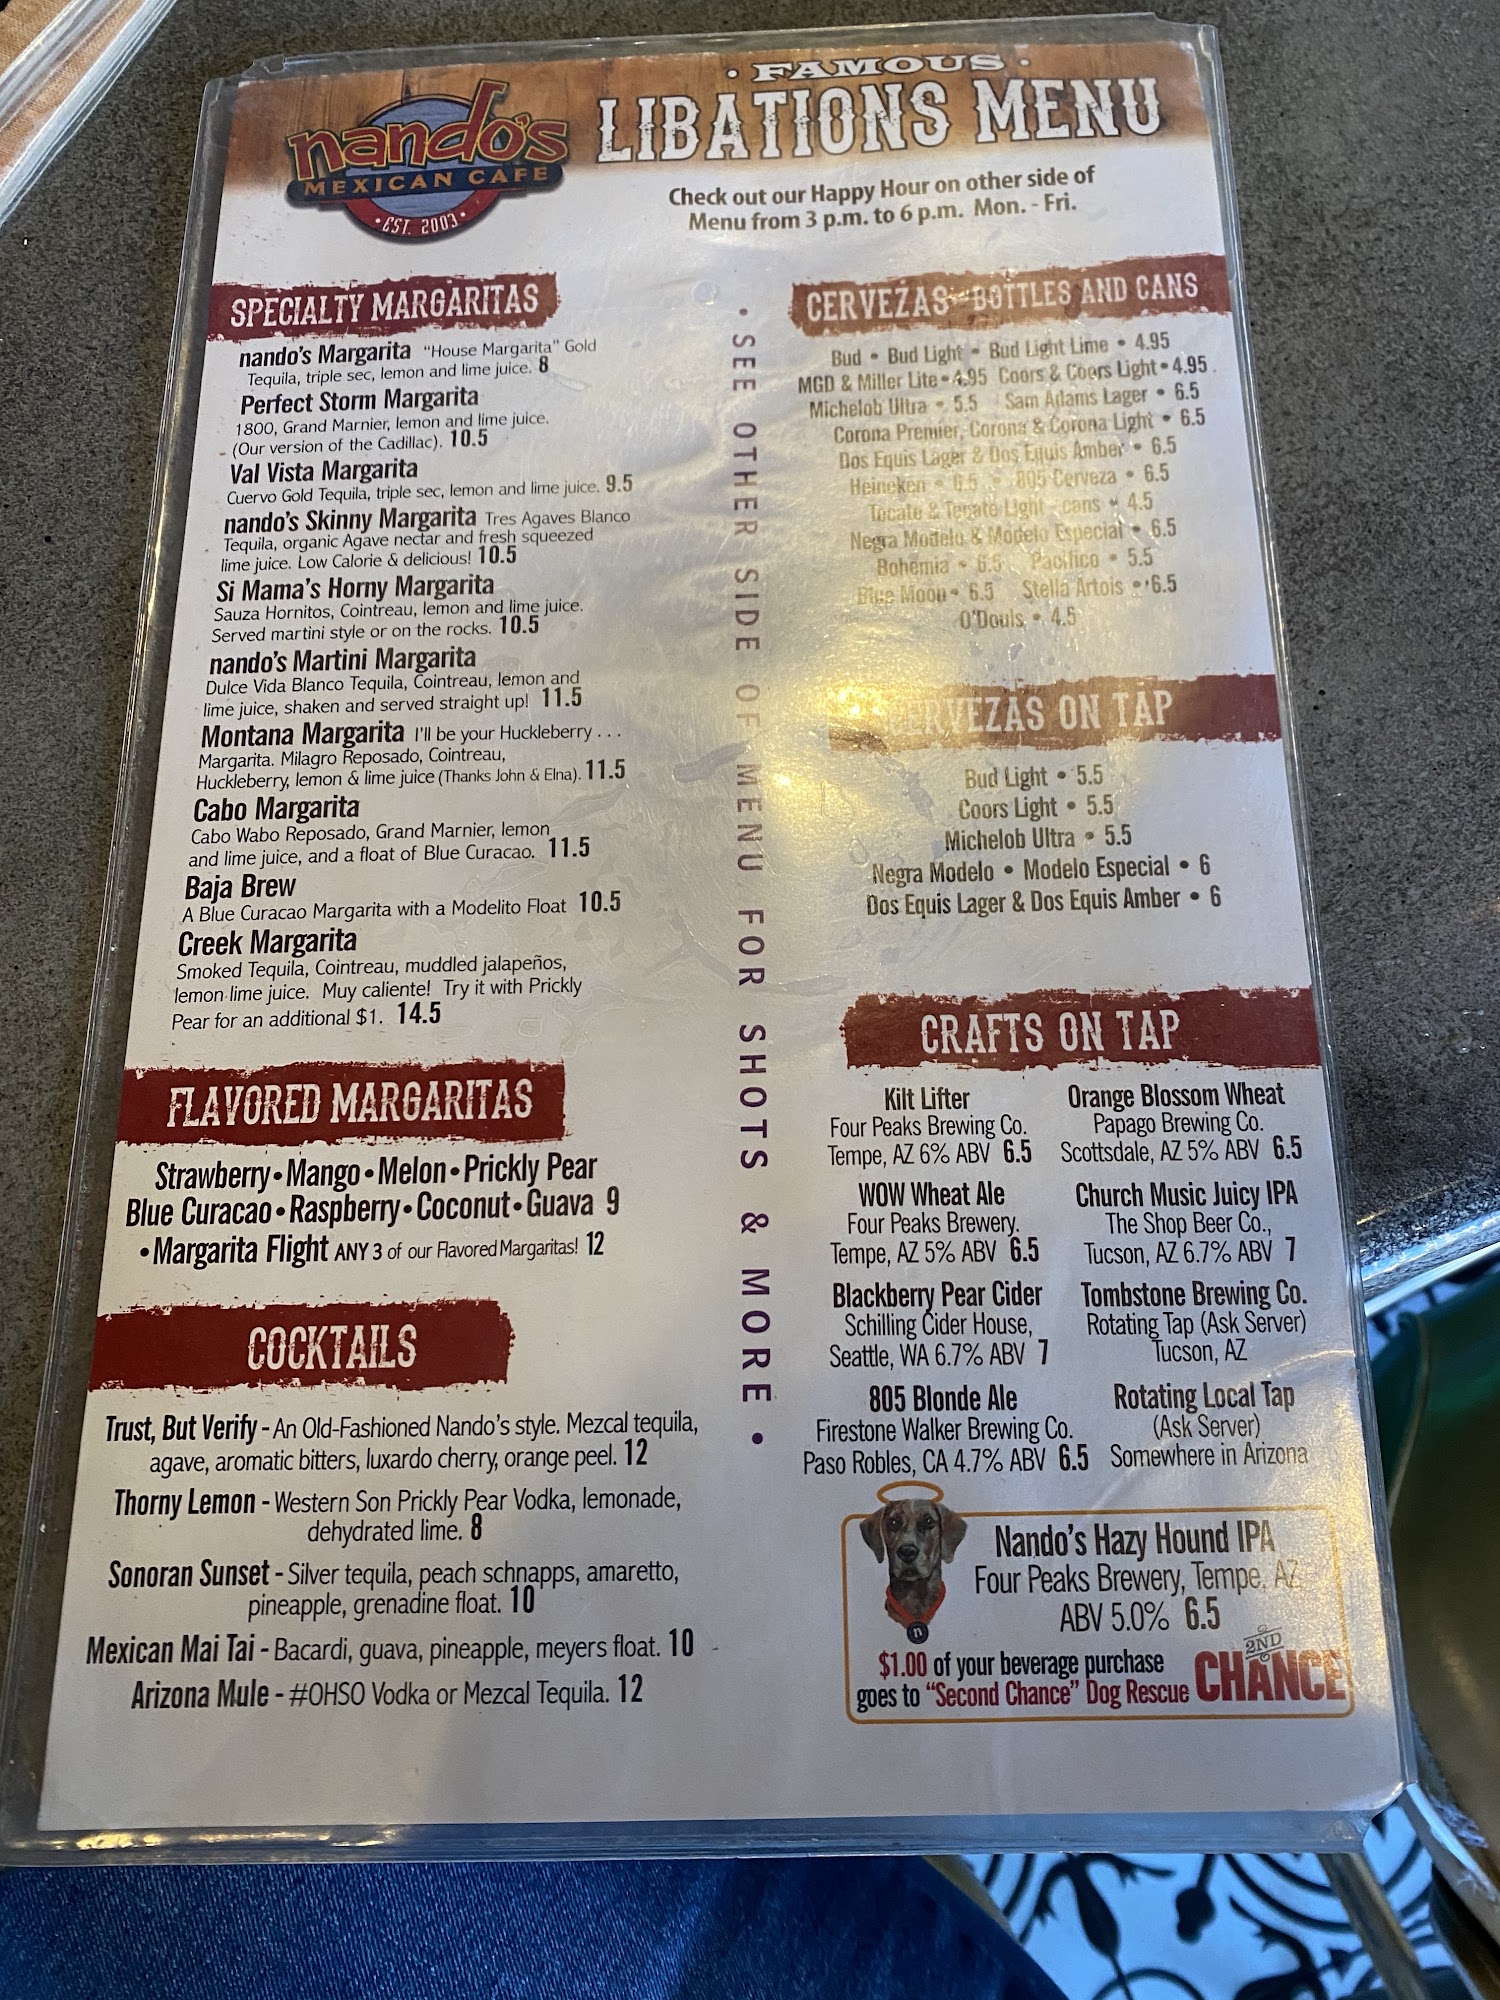 nando's
MEXICAN CAFE
• EST. 2003 •
• FAMOUS •
LIBATIONS MENU
Check out our Happy Hour on other side of
Menu from 3 p.m. to 6 p.m. Mon. - Fri.
SPECIALTY MARGARITAS
nando's Margarita "House Margarita" Gold
Tequila, triple sec, lemon and lime juice. 8
Perfect Storm Margarita
1800, Grand Marnier, lemon and lime juice.
(Our version of the Cadillac). 10.5
Val Vista Margarita
Cuervo Gold Tequila, triple sec, lemon and lime juice. 9.5
nando's Skinny Margarita Tres Agaves Blanco
Tequila, organic Agave nectar and fresh squeezed
lime juice. Low Calorie & delicious! 10.5
Si Mama's Horny Margarita
Sauza Hornitos, Cointreau, lemon and lime juice.
Served martini style or on the rocks. 10.5
nando's Martini Margarita
Dulce Vida Blanco Tequila, Cointreau, lemon and
lime juice, shaken and served straight up! 11.5
Montana Margarita I'll be your Huckleberry . . .
Margarita. Milagro Reposado, Cointreau,
Huckleberry, lemon & lime juice (Thanks John & Elna). 11.5
Cabo Margarita
Cabo Wabo Reposado, Grand Marnier, lemon
and lime juice, and a float of Blue Curacao. 11.5
Baja Brew
A Blue Curacao Margarita with a Modelito Float 10.5
Creek Margarita
Smoked Tequila, Cointreau, muddled jalapeños,
lemon-lime juice. Muy caliente! Try it with Prickly
Pear for an additional $1. 14.5
FLAVORED MARGARITAS
Strawberry • Mango • Melon • Prickly Pear
Blue Curacao • Raspberry • Coconut • Guava 9
• Margarita Flight ANY 3 of our Flavored Margaritas! 12
COCKTAILS
Trust, But Verify - An Old-Fashioned Nando's style. Mezcal tequila,
agave, aromatic bitters, luxardo cherry, orange peel. 12
Thorny Lemon - Western Son Prickly Pear Vodka, lemonade,
dehydrated lime. 8
Sonoran Sunset - Silver tequila, peach schnapps, amaretto,
pineapple, grenadine float. 10
Mexican Mai Tai - Bacardi, guava, pineapple, meyers float. 10
Arizona Mule - #OHSO Vodka or Mezcal Tequila. 12
• SEE OTHER SIDE OF MENU FOR SHOTS & MORE •
CERVEZAS - BOTTLES AND CANS
Bud • Bud Light • Bud Light Lime • 4.95
MGD & Miller Lite • 4.95 Coors & Coors Light • 4.95
Michelob Ultra • 5.5 Sam Adams Lager • 6.5
Corona Premier, Corona & Corona Light • 6.5
Dos Equis Lager & Dos Equis Amber • 6.5
Heineken • 6.5 • 805 Cerveza • 6.5
Tecate & Tecate Light - cans • 4.5
Negra Modelo & Modelo Especial • 6.5
Bohemia • 6.5 Pacifico • 5.5
Blue Moon • 6.5 Stella Artois • 6.5
O'Douls • 4.5
CERVEZAS ON TAP
Bud Light • 5.5
Coors Light • 5.5
Michelob Ultra • 5.5
Negra Modelo • Modelo Especial • 6
Dos Equis Lager & Dos Equis Amber • 6
CRAFTS ON TAP
Kilt Lifter
Four Peaks Brewing Co.
Tempe, AZ 6% ABV 6.5
Orange Blossom Wheat
Papago Brewing Co.
Scottsdale, AZ 5% ABV 6.5
WOW Wheat Ale
Four Peaks Brewery.
Tempe, AZ 5% ABV 6.5
Church Music Juicy IPA
The Shop Beer Co.,
Tucson, AZ 6.7% ABV 7
Blackberry Pear Cider
Schilling Cider House,
Seattle, WA 6.7% ABV 7
Tombstone Brewing Co.
Rotating Tap (Ask Server)
Tucson, AZ
805 Blonde Ale
Firestone Walker Brewing Co.
Paso Robles, CA 4.7% ABV 6.5
Rotating Local Tap
(Ask Server)
Somewhere in Arizona
Nando's Hazy Hound IPA
Four Peaks Brewery, Tempe, AZ
ABV 5.0% 6.5
n
$1.00 of your beverage purchase
goes to "Second Chance" Dog Rescue
2ND
CHANCE